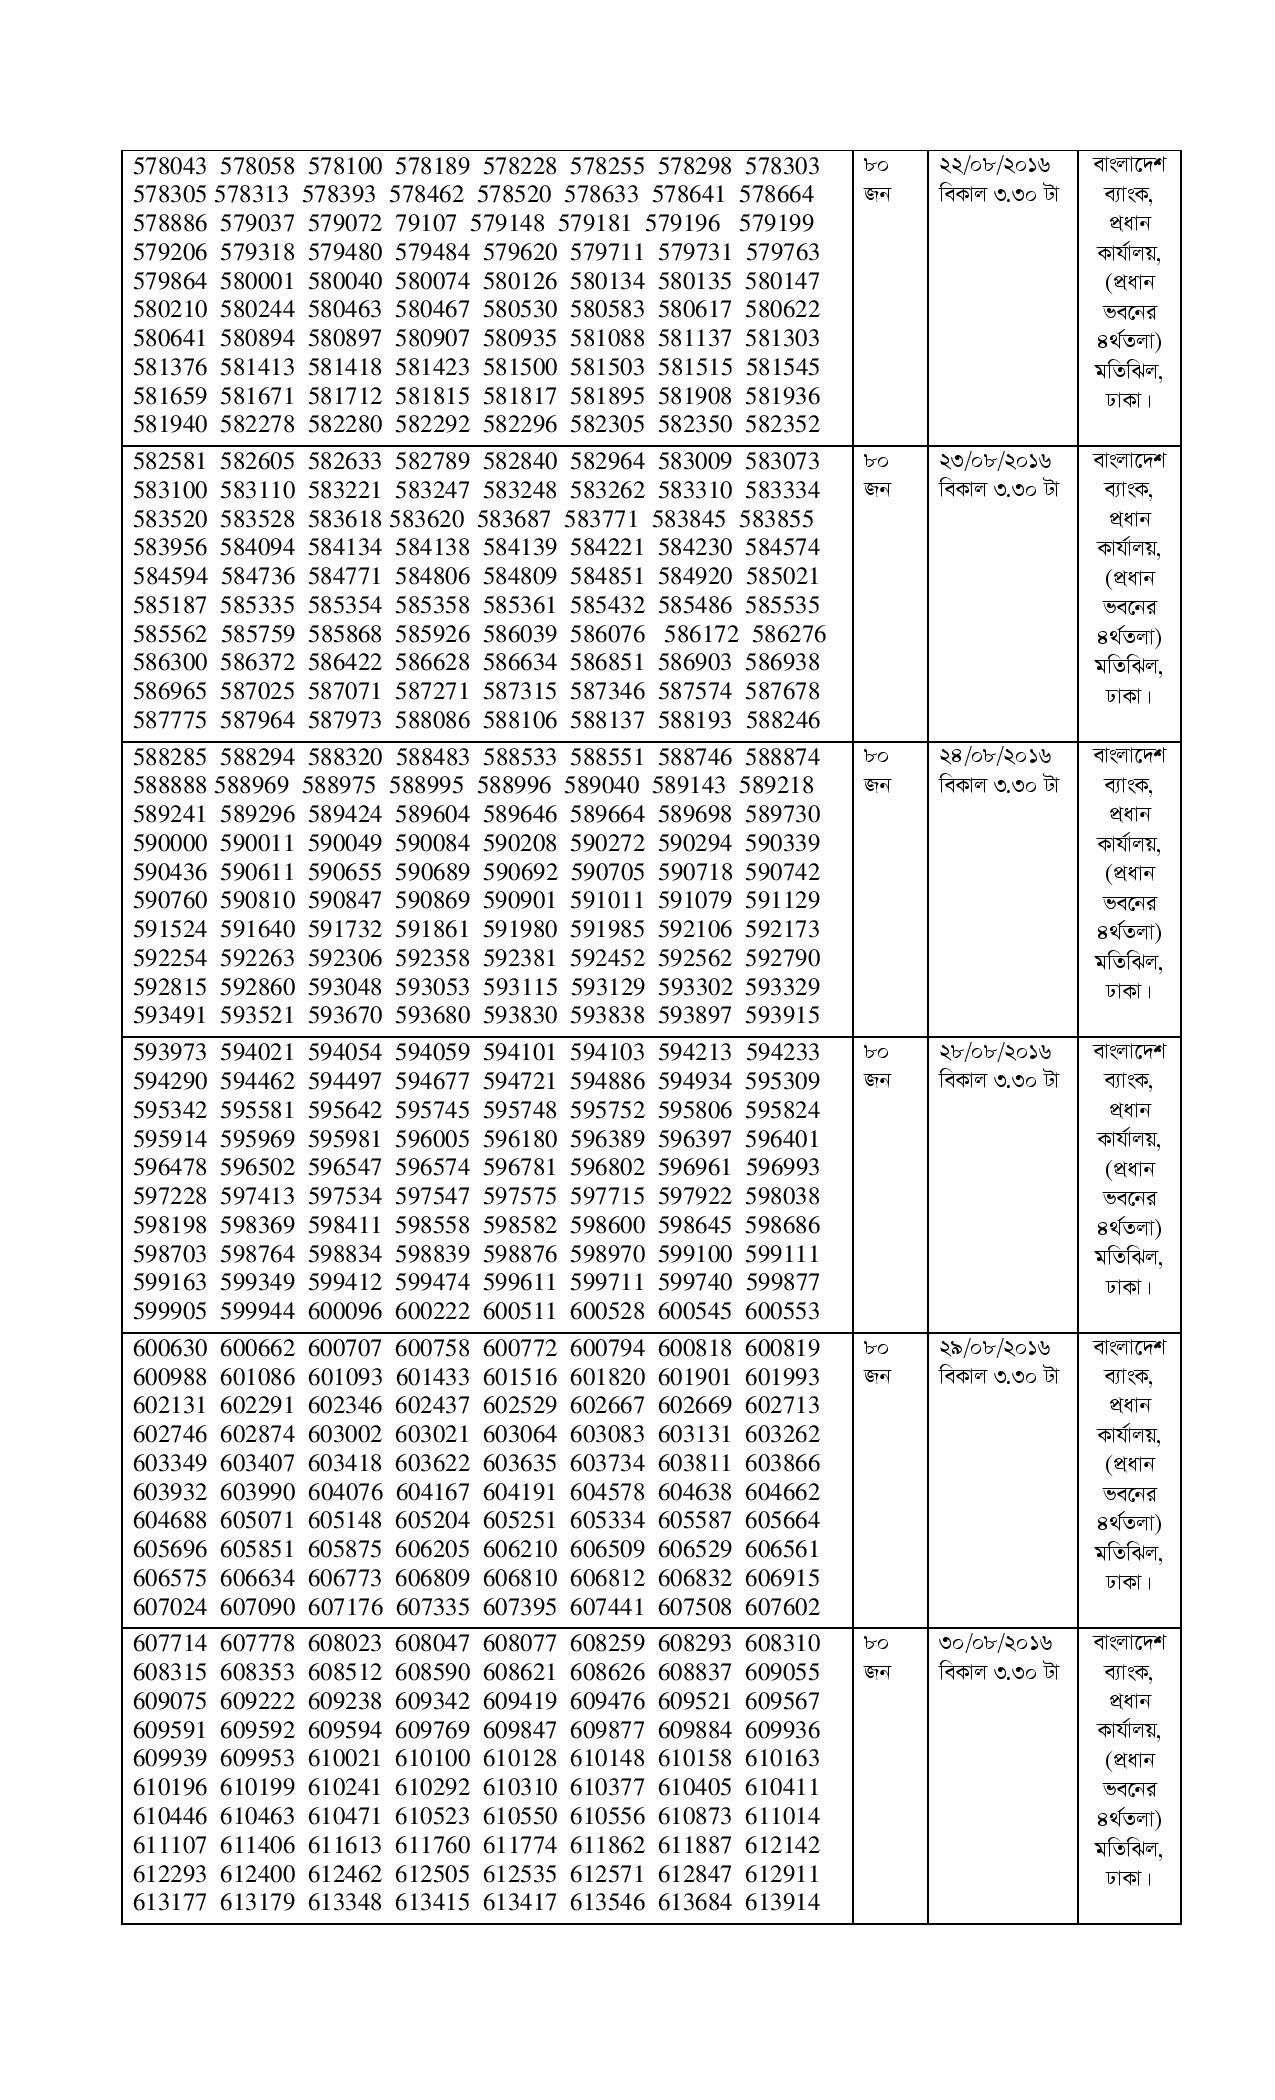 578043 578058 578100 578189 578228 578255 578298 578303
578305 578313 578393 578462 578520 578633 578641 578664
578886 579037 579072 79107 579148 579181 579196 579199
579206 579318 579480 579484 579620 579711 579731 579763
579864 580001 580040 580074 580126 580134 580135 580147
580210 580244 580463 580467 580530 580583 580617 580622
580641 580894 580897 580907 580935 581088 581137 581303
581376 581413 581418 581423 581500 581503 581515 581545
581659 581671 581712 581815 581817 581895 581908 581936
581940 582278 582280 582292 582296 582305 582350 582352
৮০
জন
২২/০৮/২০১৬
বিকাল ৩.৩০ টা
বাংলাদেশ
ব্যাংক,
প্রধান
কার্যালয়,
(প্রধান
ভবনের
৪র্থতলা)
মতিঝিল,
ঢাকা।
582581 582605 582633 582789 582840 582964 583009 583073
583100 583110 583221 583247 583248 583262 583310 583334
583520 583528 583618 583620 583687 583771 583845 583855
583956 584094 584134 584138 584139 584221 584230 584574
584594 584736 584771 584806 584809 584851 584920 585021
585187 585335 585354 585358 585361 585432 585486 585535
585562 585759 585868 585926 586039 586076 586172 586276
586300 586372 586422 586628 586634 586851 586903 586938
586965 587025 587071 587271 587315 587346 587574 587678
587775 587964 587973 588086 588106 588137 588193 588246
৮০
জন
২৩/০৮/২০১৬
বিকাল ৩.৩০ টা
বাংলাদেশ
ব্যাংক,
প্রধান
কার্যালয়,
(প্রধান
ভবনের
৪র্থতলা)
মতিঝিল,
ঢাকা।
588285 588294 588320 588483 588533 588551 588746 588874
588888 588969 588975 588995 588996 589040 589143 589218
589241 589296 589424 589604 589646 589664 589698 589730
590000 590011 590049 590084 590208 590272 590294 590339
590436 590611 590655 590689 590692 590705 590718 590742
590760 590810 590847 590869 590901 591011 591079 591129
591524 591640 591732 591861 591980 591985 592106 592173
592254 592263 592306 592358 592381 592452 592562 592790
592815 592860 593048 593053 593115 593129 593302 593329
593491 593521 593670 593680 593830 593838 593897 593915
৮০
জন
২৪/০৮/২০১৬
বিকাল ৩.৩০ টা
বাংলাদেশ
ব্যাংক,
প্রধান
কার্যালয়,
(প্রধান
ভবনের
৪র্থতলা)
মতিঝিল,
ঢাকা।
593973 594021 594054 594059 594101 594103 594213 594233
594290 594462 594497 594677 594721 594886 594934 595309
595342 595581 595642 595745 595748 595752 595806 595824
595914 595969 595981 596005 596180 596389 596397 596401
596478 596502 596547 596574 596781 596802 596961 596993
597228 597413 597534 597547 597575 597715 597922 598038
598198 598369 598411 598558 598582 598600 598645 598686
598703 598764 598834 598839 598876 598970 599100 599111
599163 599349 599412 599474 599611 599711 599740 599877
599905 599944 600096 600222 600511 600528 600545 600553
৮০
জন
২৮/০৮/২০১৬
বিকাল ৩.৩০ টা
বাংলাদেশ
ব্যাংক,
প্রধান
কার্যালয়,
(প্রধান
ভবনের
৪র্থতলা)
মতিঝিল,
ঢাকা।
600630 600662 600707 600758 600772 600794 600818 600819
600988 601086 601093 601433 601516 601820 601901 601993
602131 602291 602346 602437 602529 602667 602669 602713
602746 602874 603002 603021 603064 603083 603131 603262
603349 603407 603418 603622 603635 603734 603811 603866
603932 603990 604076 604167 604191 604578 604638 604662
604688 605071 605148 605204 605251 605334 605587 605664
605696 605851 605875 606205 606210 606509 606529 606561
606575 606634 606773 606809 606810 606812 606832 606915
607024 607090 607176 607335 607395 607441 607508 607602
৮০
জন
২৯/০৮/২০১৬
বিকাল ৩.৩০ টা
বাংলাদেশ
ব্যাংক,
প্রধান
কার্যালয়,
(প্রধান
ভবনের
৪র্থতলা)
মতিঝিল,
ঢাকা।
607714 607778 608023 608047 608077 608259 608293 608310
608315 608353 608512 608590 608621 608626 608837 609055
609075 609222 609238 609342 609419 609476 609521 609567
609591 609592 609594 609769 609847 609877 609884 609936
609939 609953 610021 610100 610128 610148 610158 610163
610196 610199 610241 610292 610310 610377 610405 610411
610446 610463 610471 610523 610550 610556 610873 611014
611107 611406 611613 611760 611774 611862 611887 612142
612293 612400 612462 612505 612535 612571 612847 612911
613177 613179 613348 613415 613417 613546 613684 613914
৮০
জন
৩০/০৮/২০১৬
বিকাল ৩.৩০ টা
বাংলাদেশ
ব্যাংক,
প্রধান
কার্যালয়,
(প্রধান
ভবনের
৪র্থতলা)
মতিঝিল,
ঢাকা।